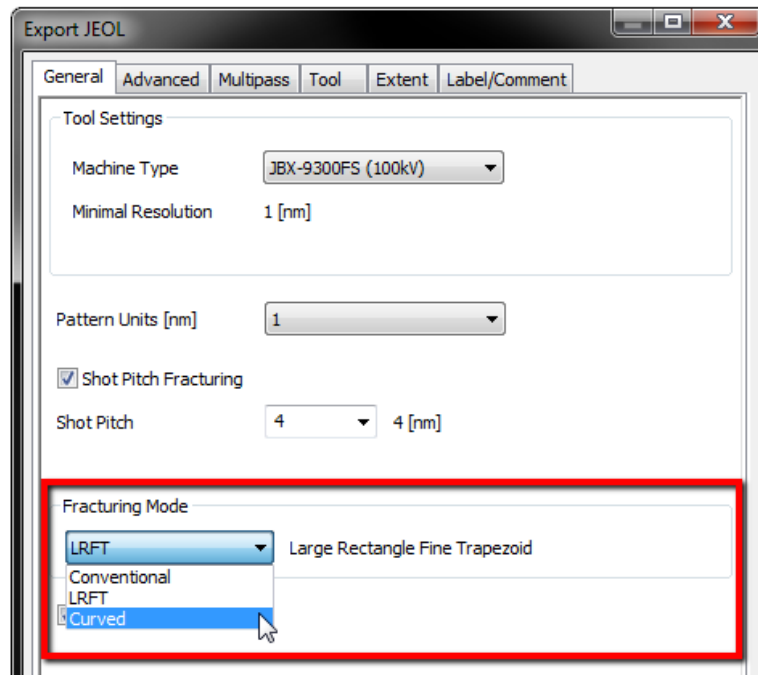 Export JEOL
General Advanced Multipass Tool Extent Label/Comment
Tool Settings
Machine Type JBX-9300FS (100kV)
Minimal Resolution 1 [nm]
Pattern Units [nm] 1
Shot Pitch Fracturing
Shot Pitch 4 4 [nm]
Fracturing Mode
LRFT Large Rectangle Fine Trapezoid
Conventional
LRFT
Curved